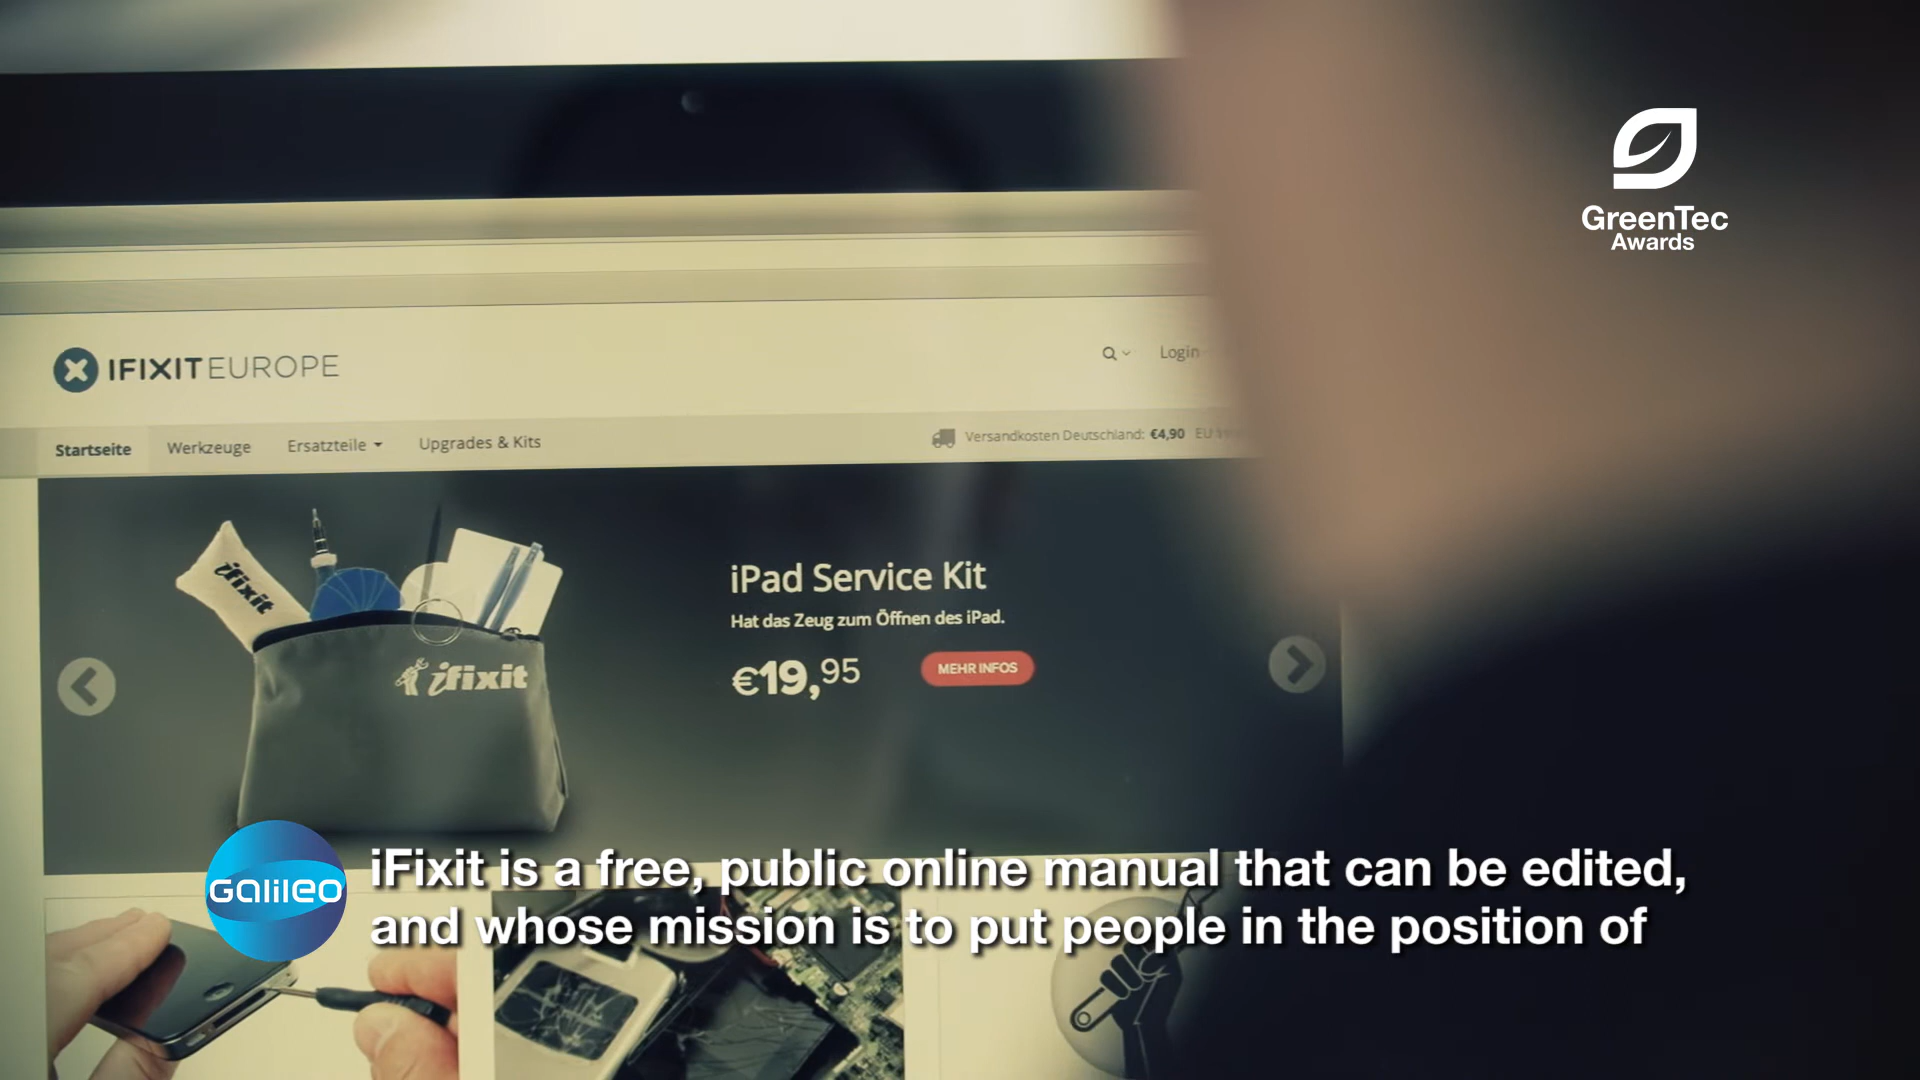 GreenTec
Awards
IFIXIT EUROPE
Login
Startseite
Werkzeuge
Ersatzteile
Upgrades & Kits
Versandkosten Deutschland: €4,90 EU
ifixit
ifixit
iPad Service Kit
Hat das Zeug zum Öffnen des iPad.
€19,95
MEHR INFOS
GALILEO
iFixit is a free, public online manual that can be edited,
and whose mission is to put people in the position of